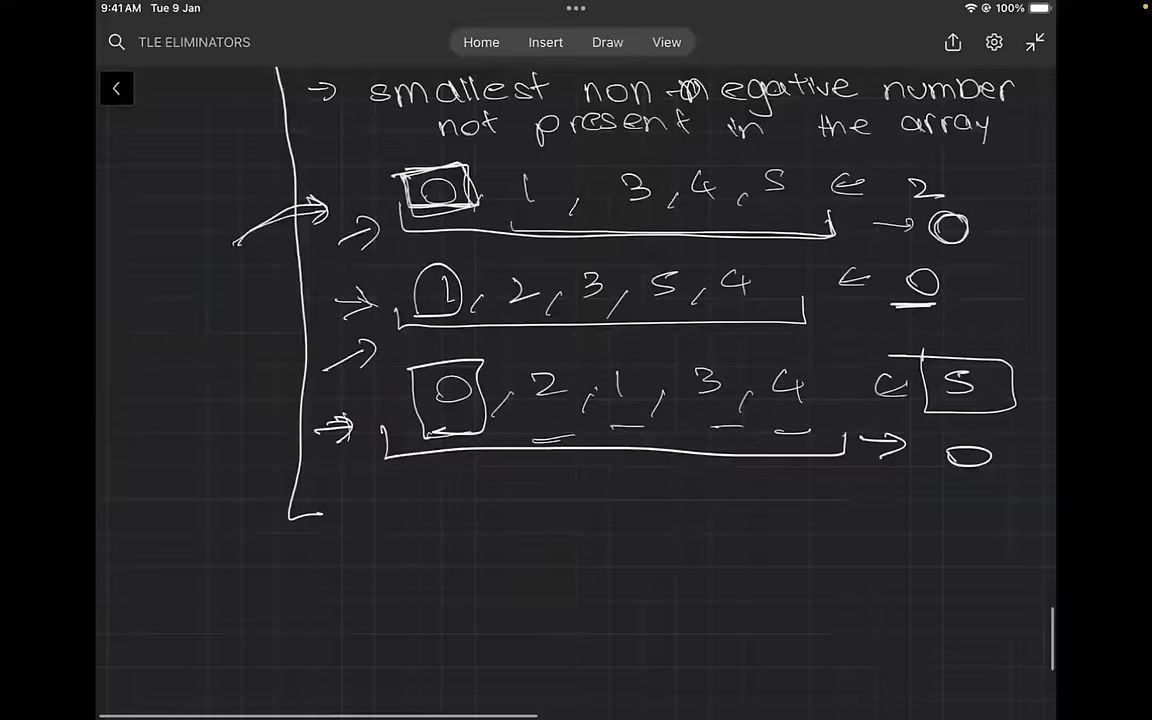 9:41 AM Tue 9 Jan 100%
TLE ELIMINATORS Home Insert Draw View
→ smallest non negative number
not present in the array
0, 1, 3, 4, 5 ← 2
→ 0
→ 1, 2, 3, 5, 4 ← 0
→ 0, 2, 1, 3, 4 ← 5
→ 0